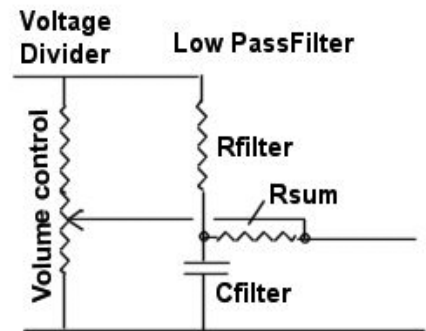 Voltage
Divider
Low PassFilter
Volume control
Rfilter
Rsum
Cfilter